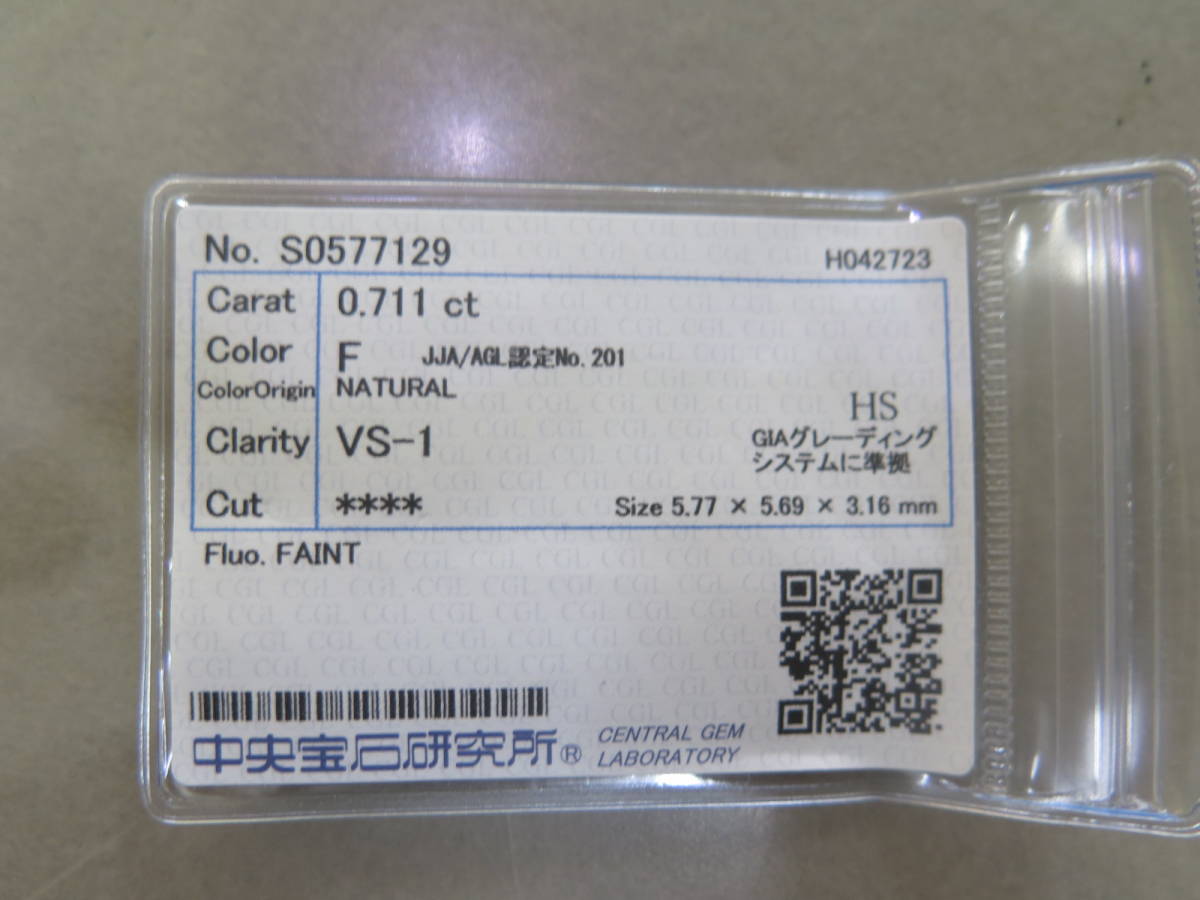 No. S0577129 H042723
Carat 0.711 ct
Color F JJA/AGL認定No.201
ColorOrigin NATURAL
HS
Clarity VS-1 GIAグレーディング
システムに準拠
Cut **** Size 5.77 × 5.69 × 3.16 mm
Fluo. FAINT
中央宝石研究所® CENTRAL GEM
LABORATORY